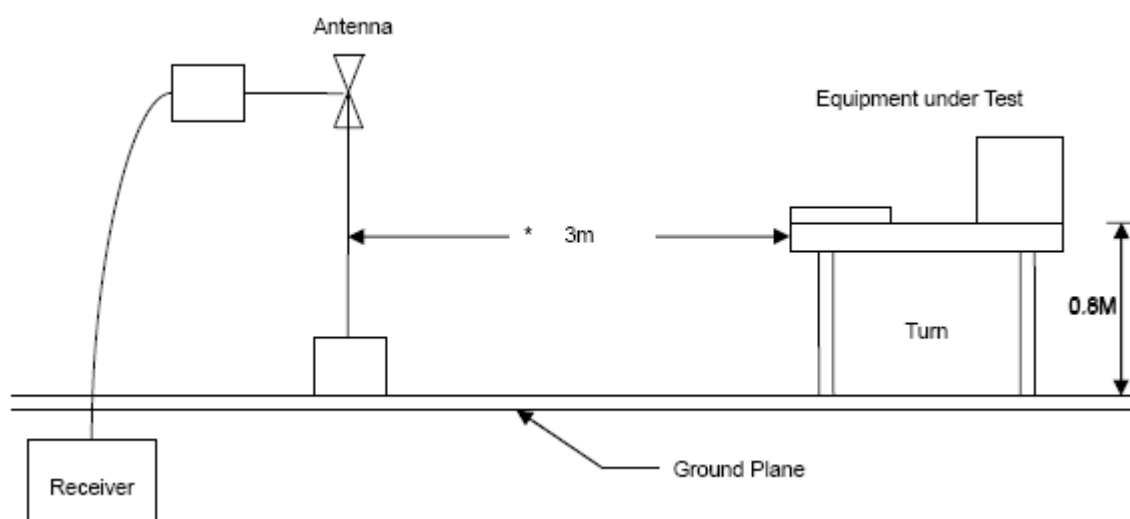 Antenna
Equipment under Test
* 3m
0.8M
Turn
Ground Plane
Receiver